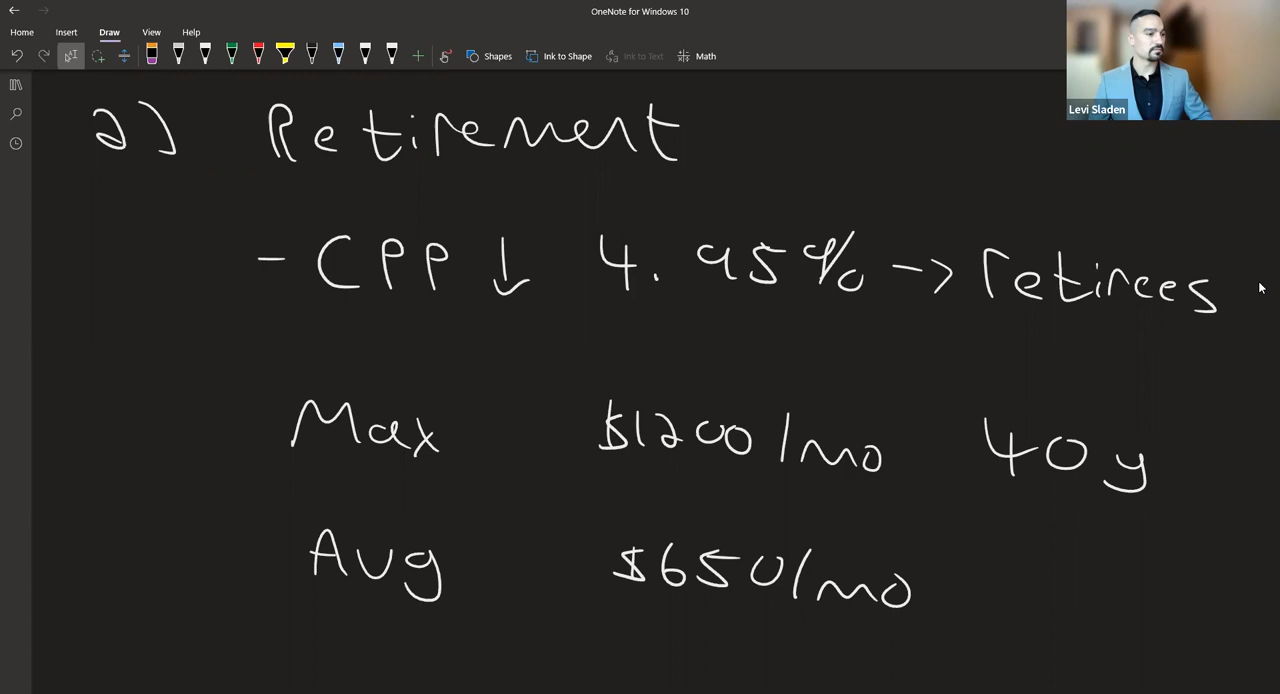 OneNote for Windows 10
Home Insert Draw View Help
Shapes Ink to Shape Ink to Text Math
Levi Sladen
2) Retirement
- CPP ↓ 4.95% -> retirees
Max $1200/mo 40y
Avg $650/mo